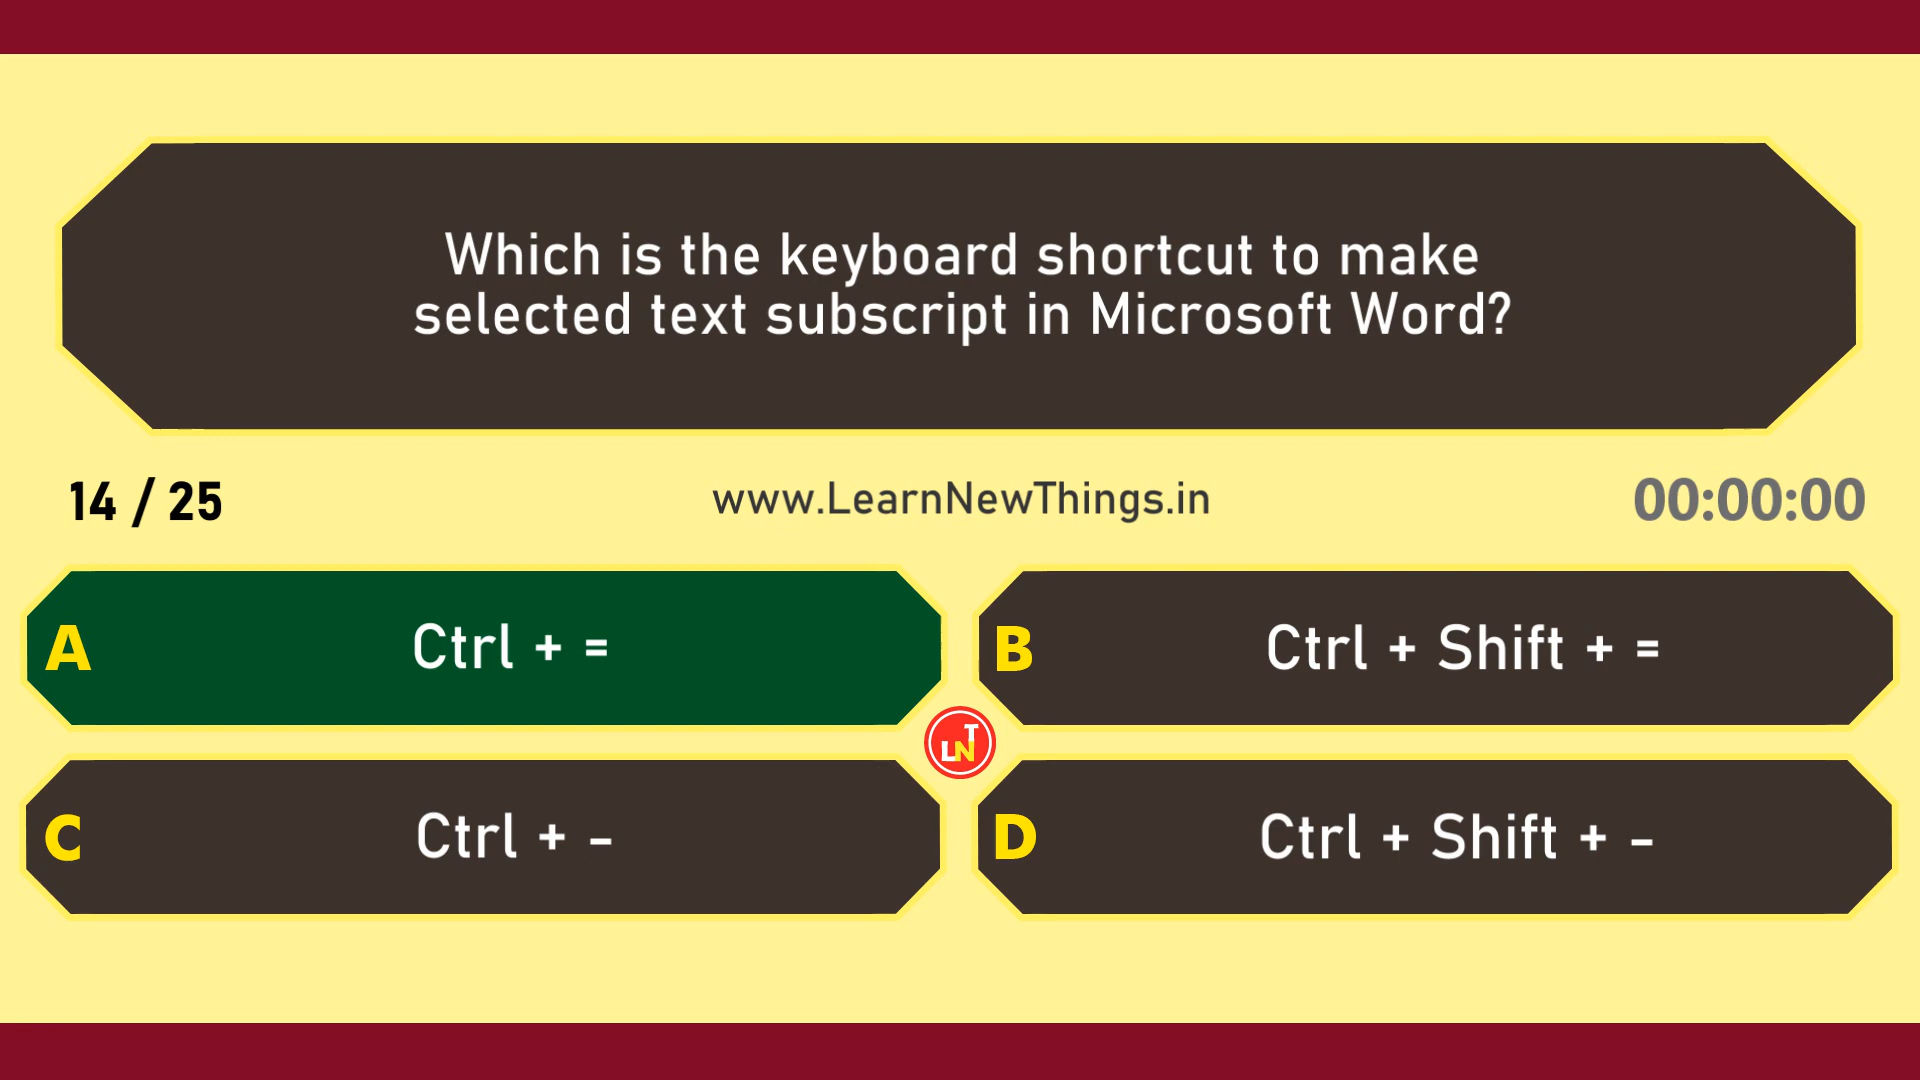 Which is the keyboard shortcut to make
selected text subscript in Microsoft Word?
14 / 25
www.LearnNewThings.in
00:00:00
A Ctrl + =
B Ctrl + Shift + =
LNT
C Ctrl + -
D Ctrl + Shift + -